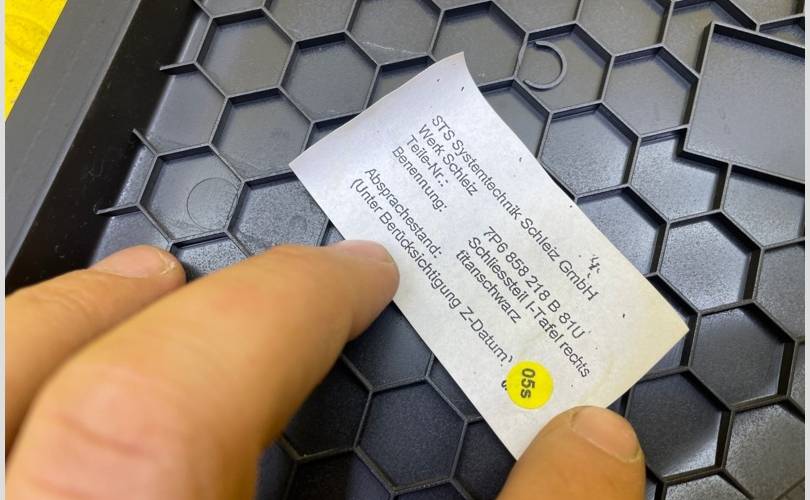 STS Systemtechnik Schleiz GmbH
Werk Schleiz
Teile-Nr.: 7P6 858 218 B 81U
Benennung: Schliessteil I-Tafel rechts
titanschwarz
Absprachestand:
(Unter Berücksichtigung Z-Datum)
05s